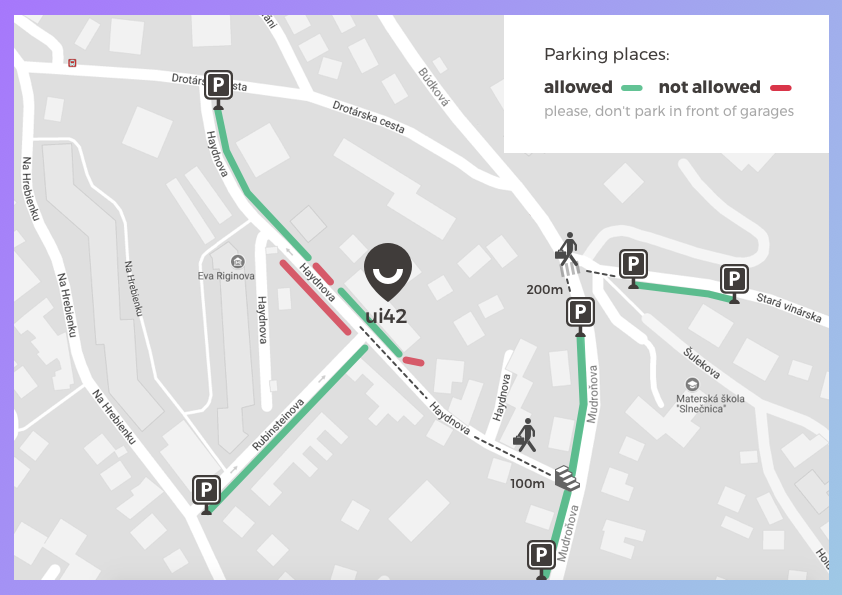 Parking places:
allowed not allowed
please, don't park in front of garages
Búdková
Drotárska cesta
P
Drotárska cesta
Haydnova
Na Hrebienku
Na Hrebienku
Na Hrebienku
Na Hrebienku
Eva Riginova
Haydnova
Haydnova
ui42
200m
P
P
P
Stará vinárska
Šulekova
Materská škola
"Slnečnica"
Mudroňova
Haydnova
Haydnova
Rubinsteinova
100m
P
Mudroňova
P